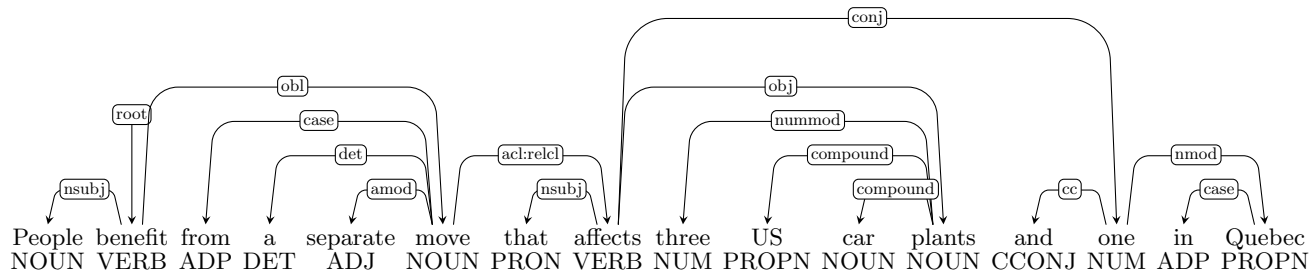 conj
obl obj
root
case nummod
det acl:relcl compound nmod
nsubj amod nsubj compound cc case
People benefit from a separate move that affects three US car plants and one in Quebec
NOUN VERB ADP DET ADJ NOUN PRON VERB NUM PROPN NOUN NOUN CCONJ NUM ADP PROPN